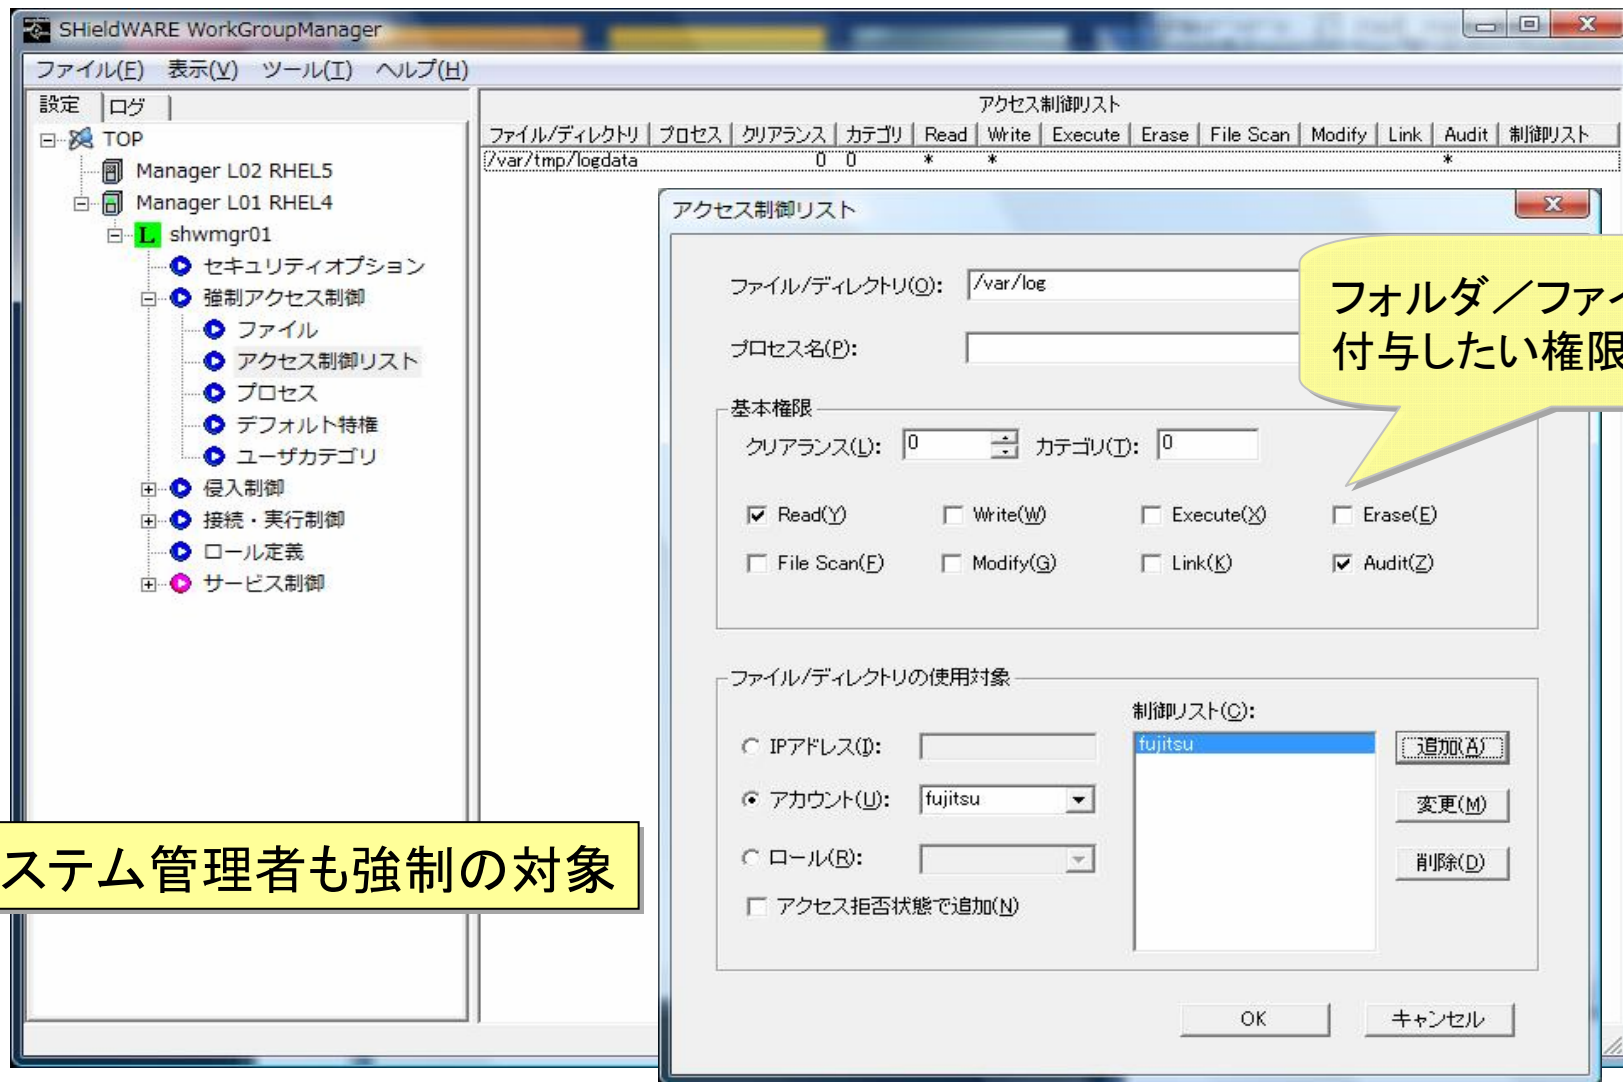 SHieldWARE WorkGroupManager
ファイル(F) 表示(V) ツール(T) ヘルプ(H)
設定 ログ
TOP
Manager L02 RHEL5
Manager L01 RHEL4
L shwmgr01
セキュリティオプション
強制アクセス制御
ファイル
アクセス制御リスト
プロセス
デフォルト特権
ユーザカテゴリ
侵入制御
接続・実行制御
ロール定義
サービス制御
アクセス制御リスト
ファイル/ディレクトリ プロセス クリアランス カテゴリ Read Write Execute Erase File Scan Modify Link Audit 制御リスト
/var/tmp/logdata 0 0 * * *
アクセス制御リスト
ファイル/ディレクトリ(O): /var/log
プロセス名(P):
フォルダ／ファイ
付与したい権限
基本権限
クリアランス(L): 0 カテゴリ(T): 0
Read(Y) Write(W) Execute(X) Erase(E)
File Scan(F) Modify(G) Link(K) Audit(Z)
ファイル/ディレクトリの使用対象
制御リスト(C):
IPアドレス(I): fujitsu 追加(A)
アカウント(U): fujitsu 変更(M)
ロール(R): 削除(D)
アクセス拒否状態で追加(N)
OK キャンセル
ステム管理者も強制の対象